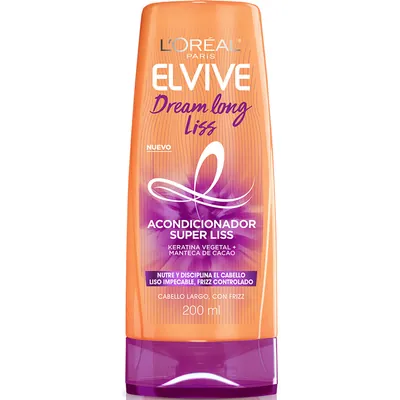 L'ORÉAL
PARIS
ELVIVE
Dream long
Liss
NUEVO
ACONDICIONADOR
SUPER LISS
KERATINA VEGETAL +
MANTECA DE CACAO
NUTRE Y DISCIPLINA EL CABELLO
LISO IMPECABLE, FRIZZ CONTROLADO
CABELLO LARGO, CON FRIZZ
200 ml